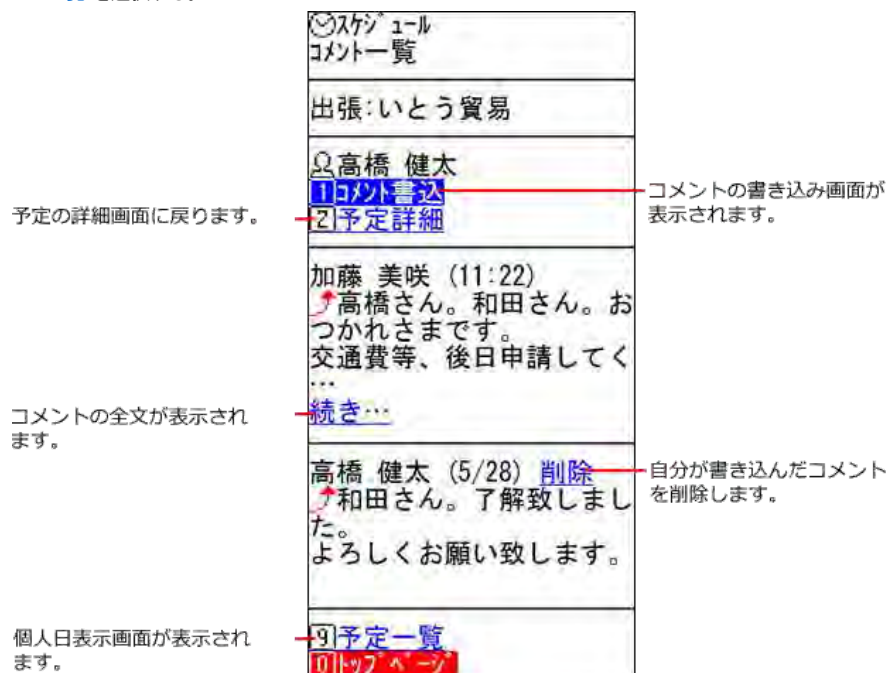 スケジュール
コメント一覧
出張:いとう貿易
高橋 健太
1コメント書込
コメントの書き込み画面が
表示されます。
予定の詳細画面に戻ります。
2予定詳細
加藤 美咲 (11:22)
高橋さん。和田さん。お
つかれさまです。
交通費等、後日申請してく
…
続き…
コメントの全文が表示され
ます。
高橋 健太 (5/28) 削除
自分が書き込んだコメント
を削除します。
和田さん。了解致しまし
た。
よろしくお願い致します。
個人日表示画面が表示され
ます。
9予定一覧
0トップページ